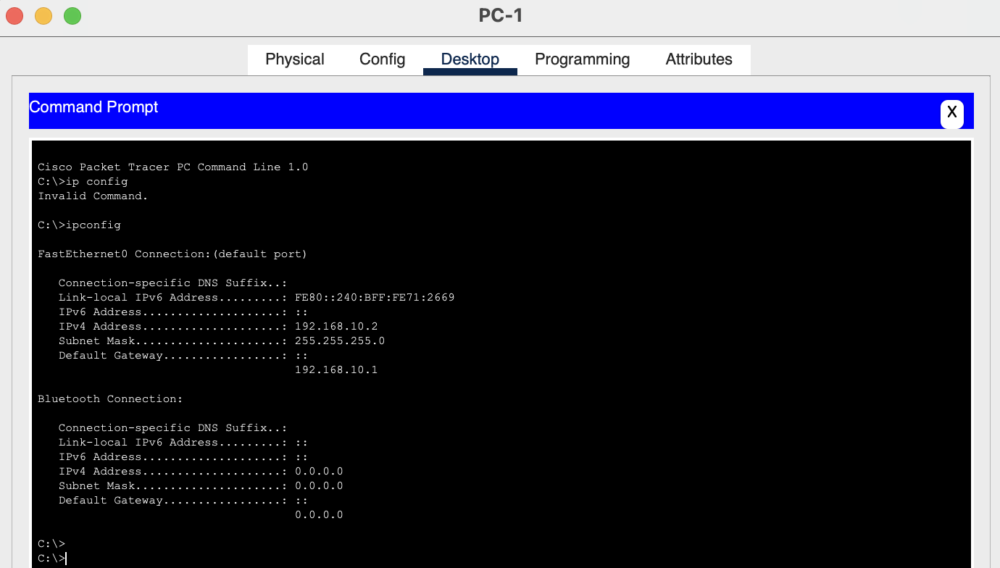 PC-1
Physical Config Desktop Programming Attributes
Command Prompt
X
Cisco Packet Tracer PC Command Line 1.0
C:\>ip config
Invalid Command.
C:\>ipconfig
FastEthernet0 Connection:(default port)
Connection-specific DNS Suffix..:
Link-local IPv6 Address.........: FE80::240:BFF:FE71:2669
IPv6 Address....................: ::
IPv4 Address....................: 192.168.10.2
Subnet Mask.....................: 255.255.255.0
Default Gateway.................: ::
192.168.10.1
Bluetooth Connection:
Connection-specific DNS Suffix..:
Link-local IPv6 Address.........: ::
IPv6 Address....................: ::
IPv4 Address....................: 0.0.0.0
Subnet Mask.....................: 0.0.0.0
Default Gateway.................: ::
0.0.0.0
C:\>
C:\>